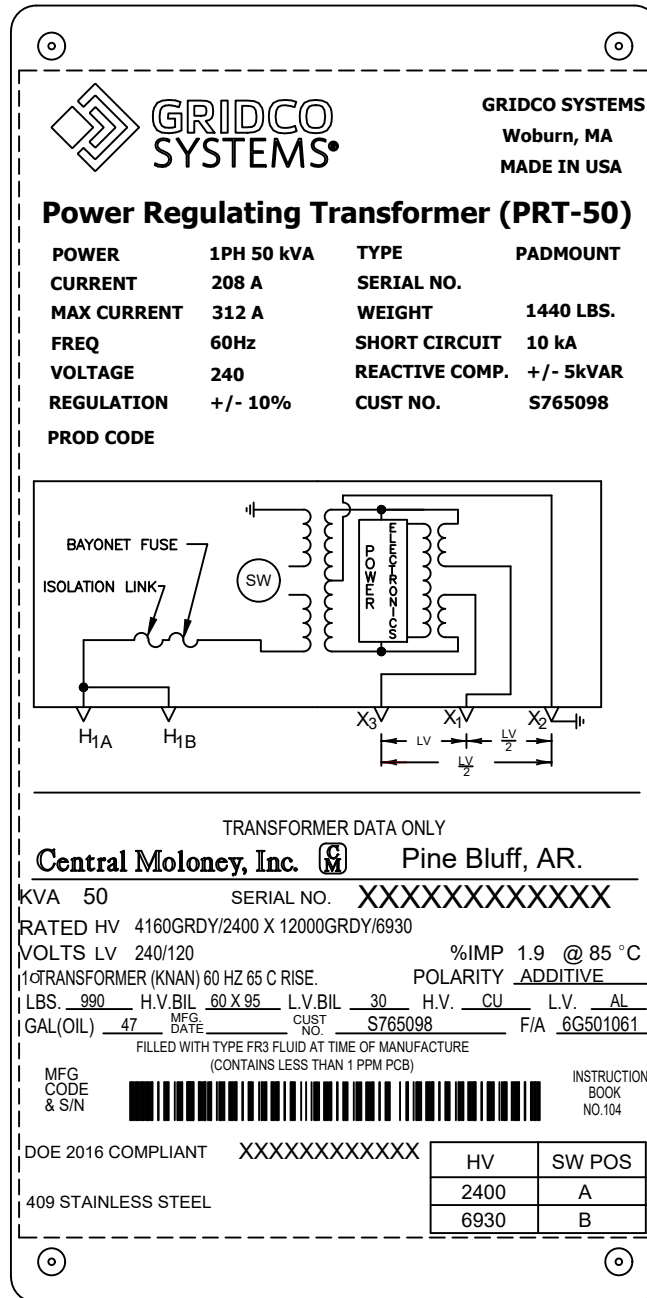 GRIDCO
SYSTEMS®
GRIDCO SYSTEMS
Woburn, MA
MADE IN USA
Power Regulating Transformer (PRT-50)
POWER 1PH 50 kVA TYPE PADMOUNT
CURRENT 208 A SERIAL NO.
MAX CURRENT 312 A WEIGHT 1440 LBS.
FREQ 60Hz SHORT CIRCUIT 10 kA
VOLTAGE 240 REACTIVE COMP. +/- 5kVAR
REGULATION +/- 10% CUST NO. S765098
PROD CODE
BAYONET FUSE
ISOLATION LINK
SW
POWER
ELECTRONICS
H1A H1B X3 X1 X2
LV LV/2
LV/2
TRANSFORMER DATA ONLY
Central Moloney, Inc. CM Pine Bluff, AR.
KVA 50 SERIAL NO. XXXXXXXXXXXX
RATED HV 4160GRDY/2400 X 12000GRDY/6930
VOLTS LV 240/120 %IMP 1.9 @ 85 °C
1∅TRANSFORMER (KNAN) 60 HZ 65 C RISE. POLARITY ADDITIVE
LBS. 990 H.V.BIL 60 X 95 L.V.BIL 30 H.V. CU L.V. AL
GAL(OIL) 47 MFG. DATE CUST NO. S765098 F/A 6G501061
FILLED WITH TYPE FR3 FLUID AT TIME OF MANUFACTURE
(CONTAINS LESS THAN 1 PPM PCB)
MFG
CODE
& S/N
INSTRUCTION
BOOK
NO.104
DOE 2016 COMPLIANT XXXXXXXXXXXX
409 STAINLESS STEEL
HV SW POS
2400 A
6930 B